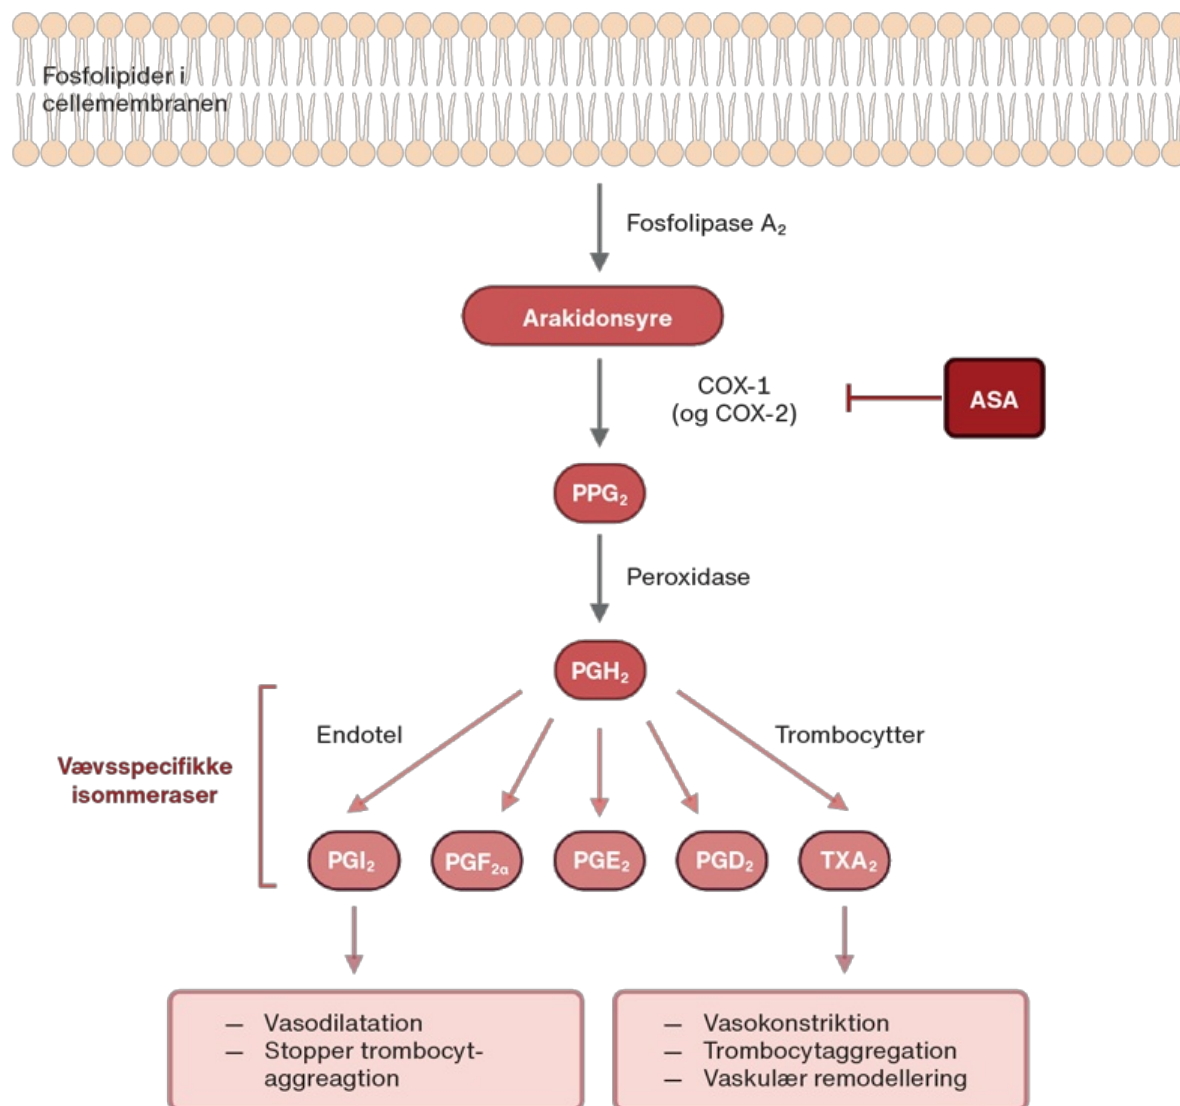 Fosfolipider i
cellemembranen
Fosfolipase A₂
Arakidonsyre
COX-1
(og COX-2)
ASA
PPG₂
Peroxidase
PGH₂
Endotel
Trombocytter
Vævsspecifikke
isommeraser
PGI₂
PGF₂α
PGE₂
PGD₂
TXA₂
— Vasodilatation
— Stopper trombocyt-
aggreagtion
— Vasokonstriktion
— Trombocytaggregation
— Vaskulær remodellering